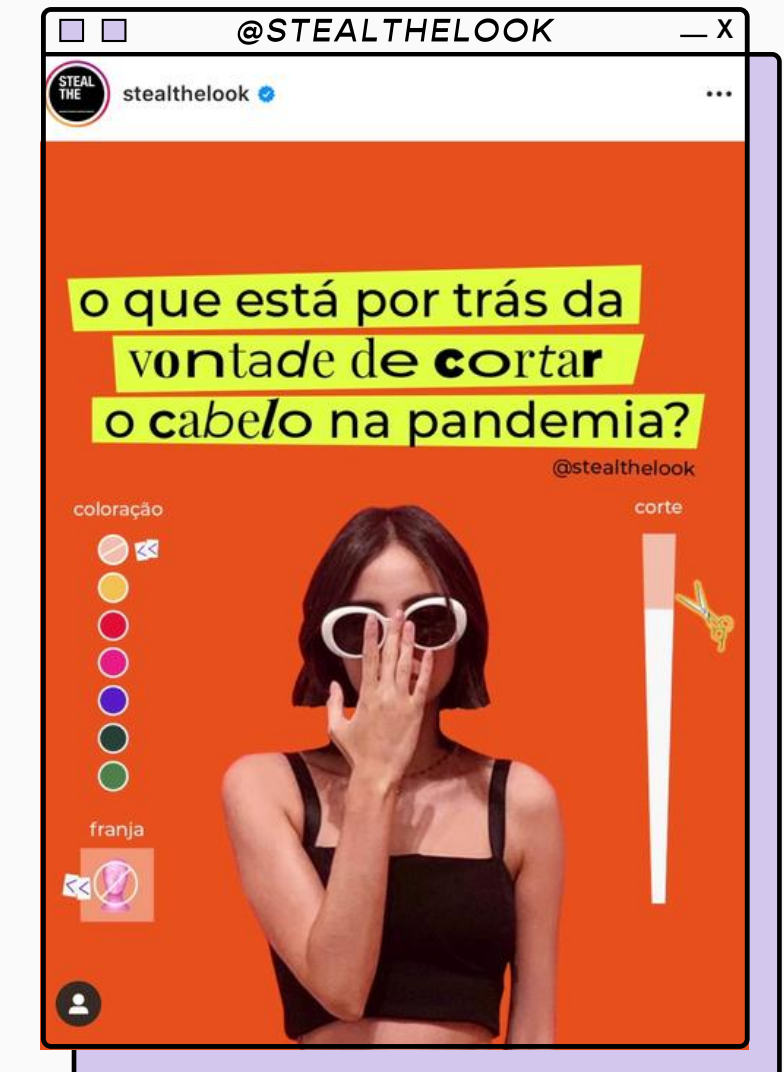 @STEALTHELOOK
X
STEAL
THE
stealthelook
o que está por trás da
vontade de cortar
o cabelo na pandemia?
@stealthelook
coloração
corte
<<
franja
<<